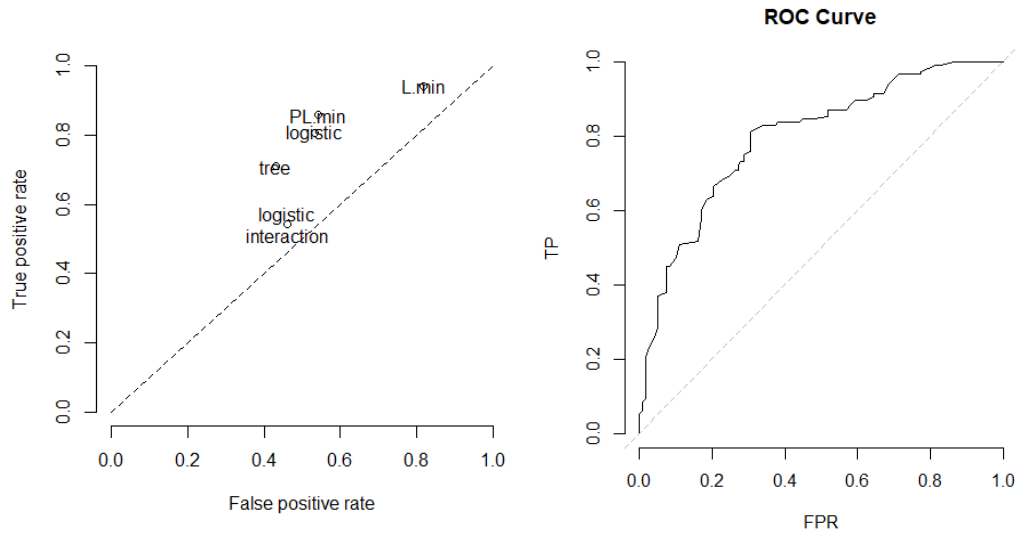 True positive rate
1.0
0.8
0.6
0.4
0.2
0.0
L.min
PL.min
logistic
tree
logistic
interaction
0.0 0.2 0.4 0.6 0.8 1.0
False positive rate
ROC Curve
TP
1.0
0.8
0.6
0.4
0.2
0.0
0.0 0.2 0.4 0.6 0.8 1.0
FPR